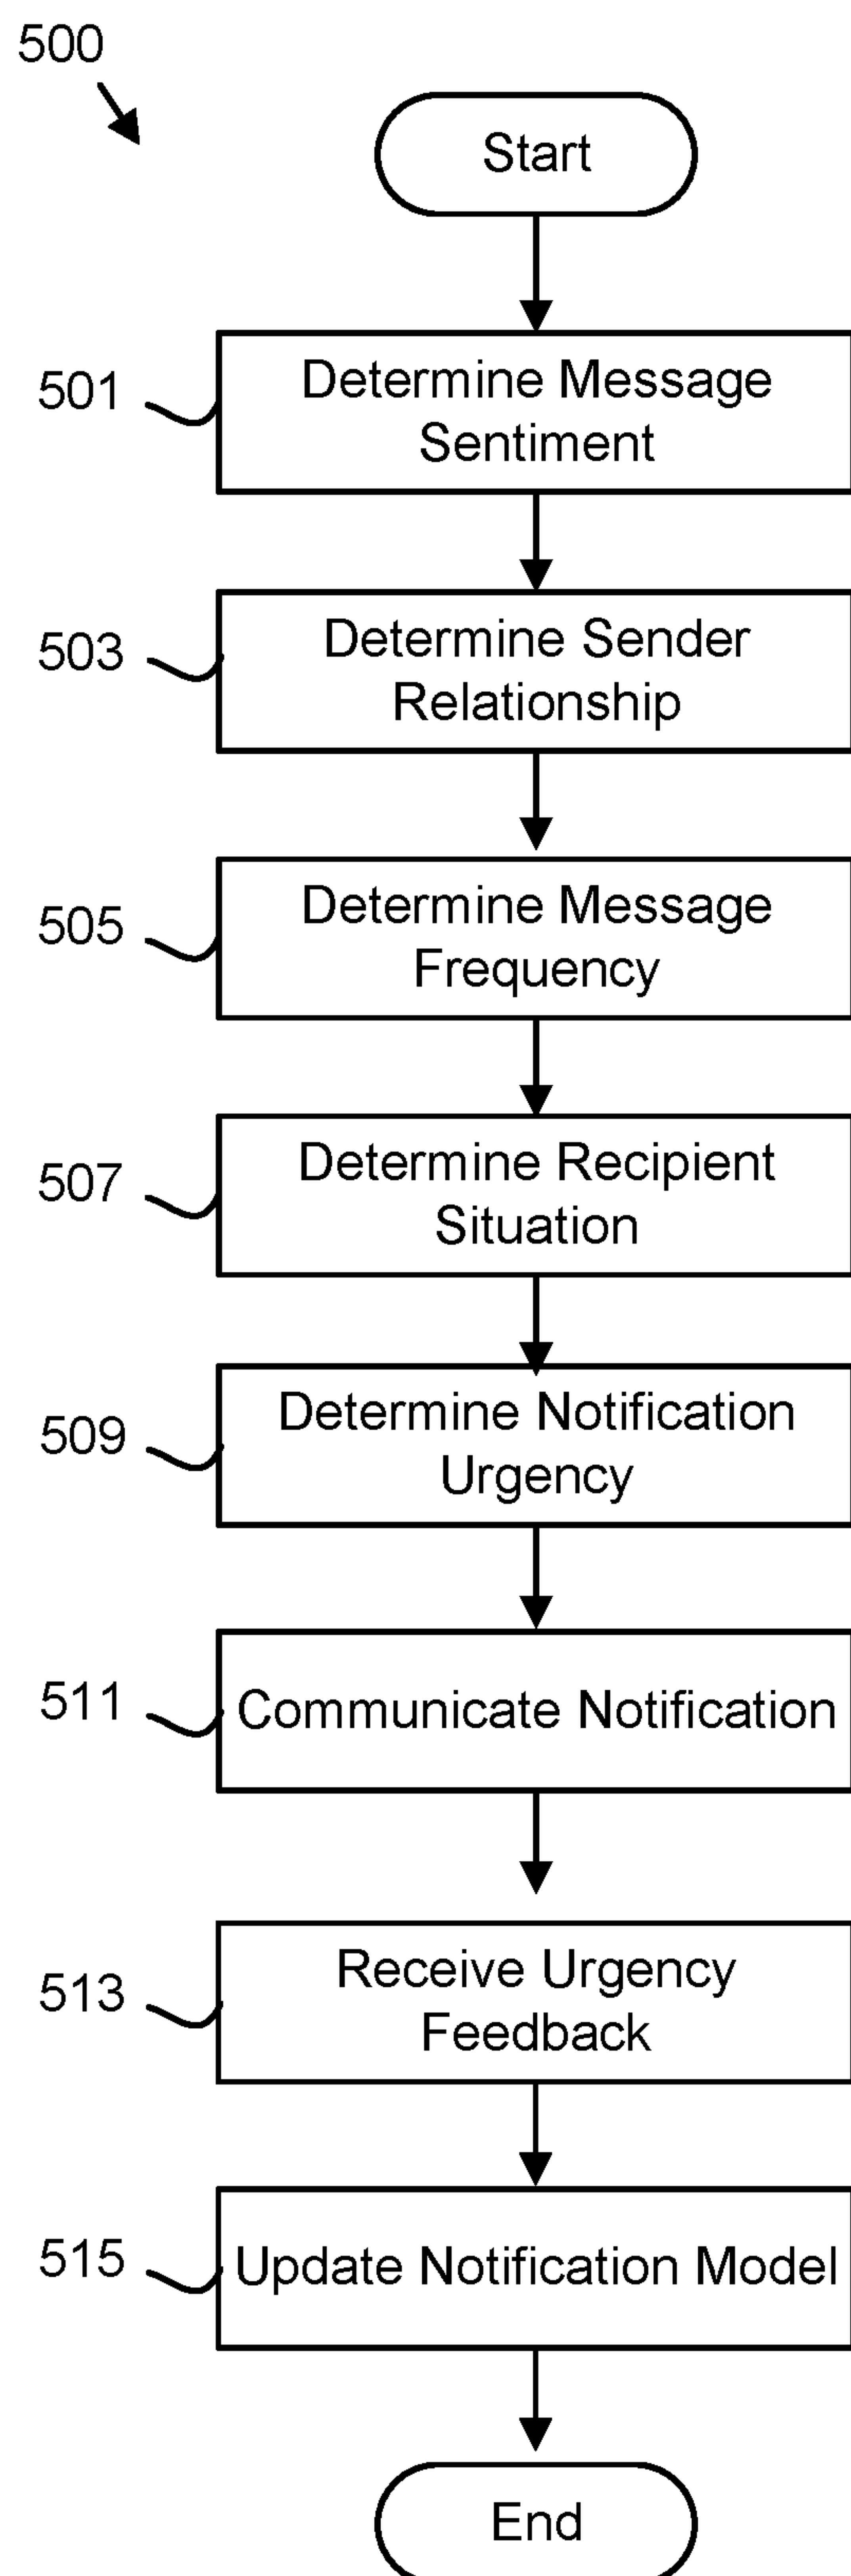 500
Start
501
Determine Message
Sentiment
503
Determine Sender
Relationship
505
Determine Message
Frequency
507
Determine Recipient
Situation
509
Determine Notification
Urgency
511
Communicate Notification
513
Receive Urgency
Feedback
515
Update Notification Model
End